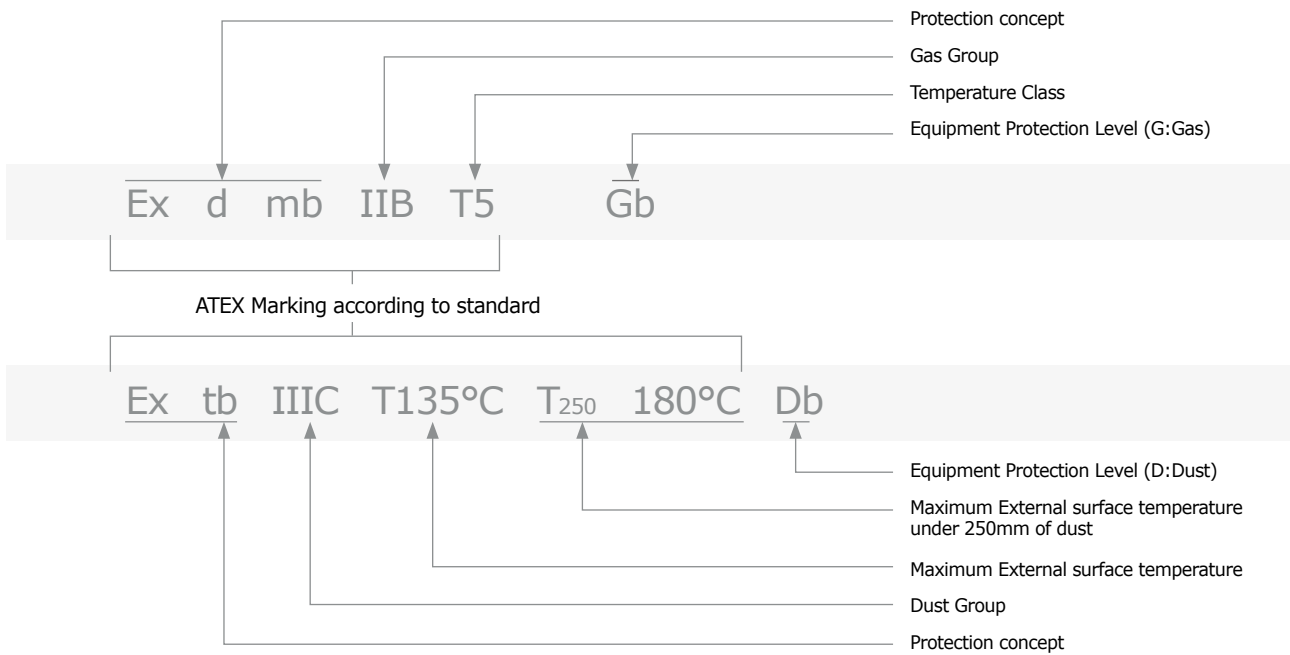 Protection concept
Gas Group
Temperature Class
Equipment Protection Level (G:Gas)
Ex d mb IIB T5 Gb
ATEX Marking according to standard
Ex tb IIIC T135°C T250 180°C Db
Equipment Protection Level (D:Dust)
Maximum External surface temperature
under 250mm of dust
Maximum External surface temperature
Dust Group
Protection concept